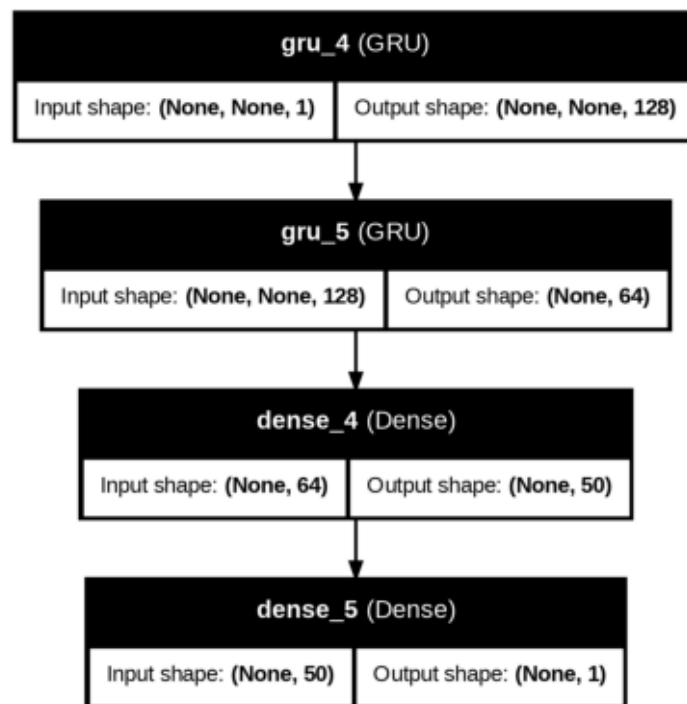 gru_4 (GRU)
Input shape: (None, None, 1) Output shape: (None, None, 128)
gru_5 (GRU)
Input shape: (None, None, 128) Output shape: (None, 64)
dense_4 (Dense)
Input shape: (None, 64) Output shape: (None, 50)
dense_5 (Dense)
Input shape: (None, 50) Output shape: (None, 1)